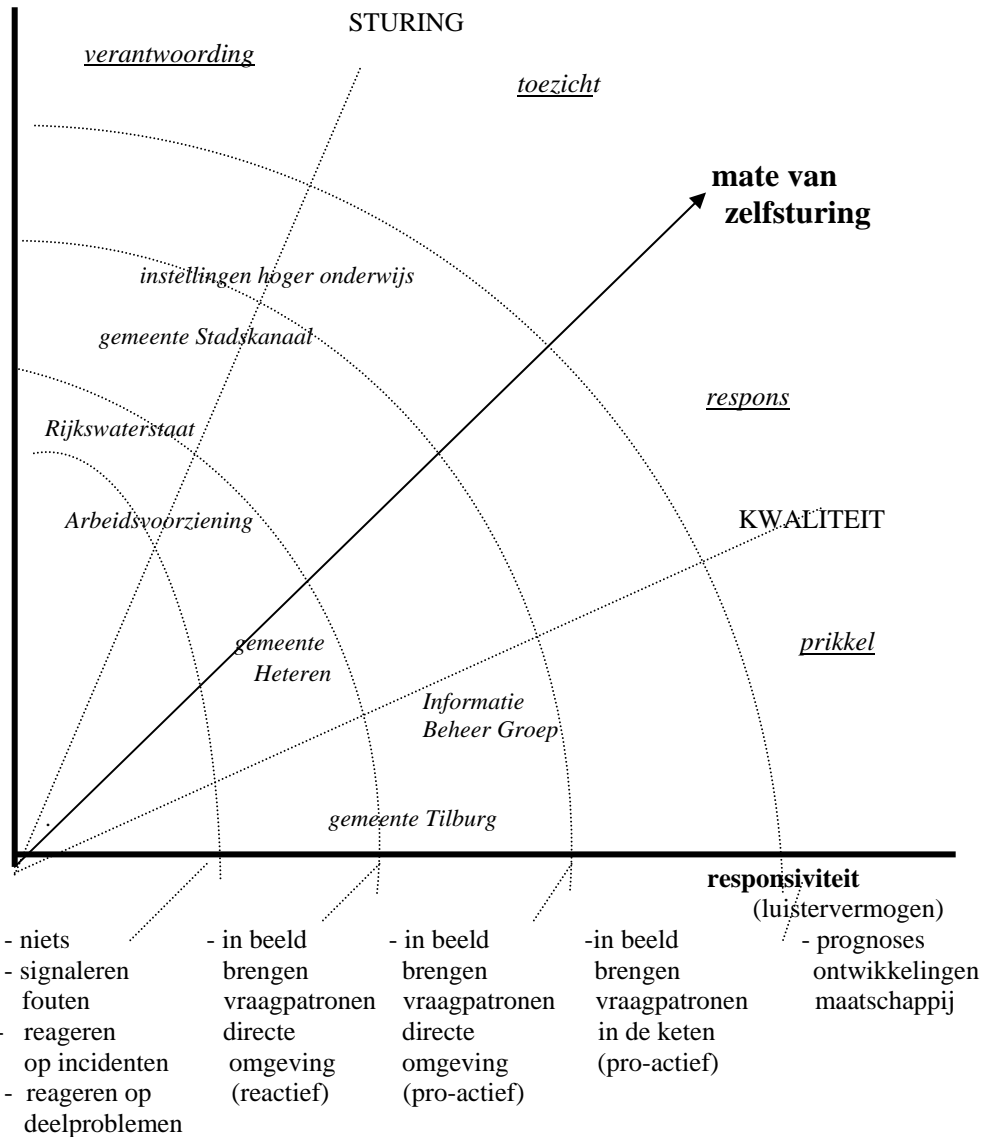 STURING
verantwoording
toezicht
mate van
zelfsturing
instellingen hoger onderwijs
gemeente Stadskanaal
respons
Rijkswaterstaat
Arbeidsvoorziening
KWALITEIT
gemeente
Heteren
prikkel
Informatie
Beheer Groep
gemeente Tilburg
responsiviteit
(luistervermogen)
- niets
- signaleren
fouten
- reageren
op incidenten
- reageren op
deelproblemen
- in beeld
brengen
vraagpatronen
directe
omgeving
(reactief)
- in beeld
brengen
vraagpatronen
directe
omgeving
(pro-actief)
-in beeld
brengen
vraagpatronen
in de keten
(pro-actief)
- prognoses
ontwikkelingen
maatschappij